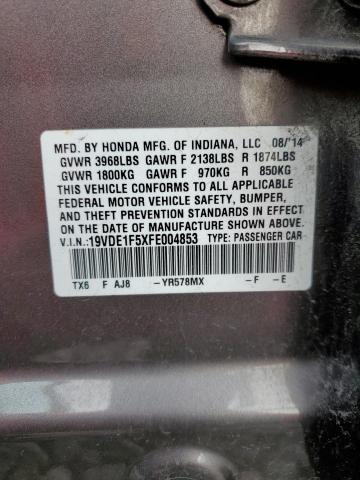 MFD. BY HONDA MFG. OF INDIANA, LLC 08/'14
GVWR 3968LBS GAWR F 2138LBS R 1874LBS
GVWR 1800KG GAWR F 970KG R 850KG
THIS VEHICLE CONFORMS TO ALL APPLICABLE
FEDERAL MOTOR VEHICLE SAFETY, BUMPER,
AND THEFT PREVENTION STANDARDS IN EFFECT
ON THE DATE OF MANUFACTURE SHOWN ABOVE.
V.I.N.:19VDE1F5XFE004853 TYPE: PASSENGER CAR
TX6 F AJ8 -YR578MX -F -E